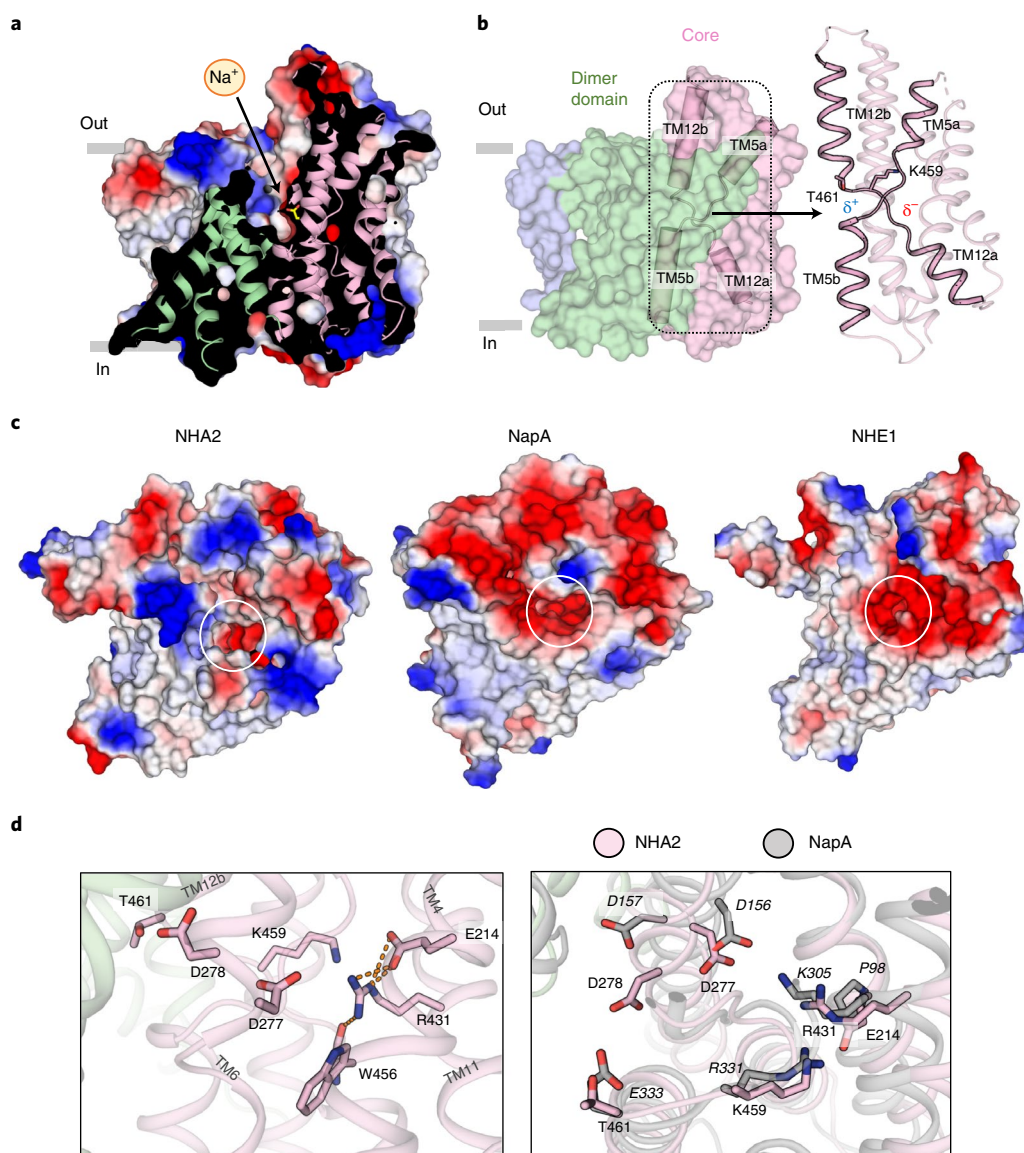 a
Na+
Out
In
b
Core
Dimer
domain
Out
In
TM12b
TM5a
TM5b
TM12a
TM12b
TM5a
K459
T461
δ+
δ−
TM5b
TM12a
c
NHA2
NapA
NHE1
d
NHA2
NapA
TM12b
TM4
T461
K459
E214
D278
D277
R431
W456
TM6
TM11
D157
D156
D278
D277
K305
P98
R431
E214
R331
E333
K459
T461